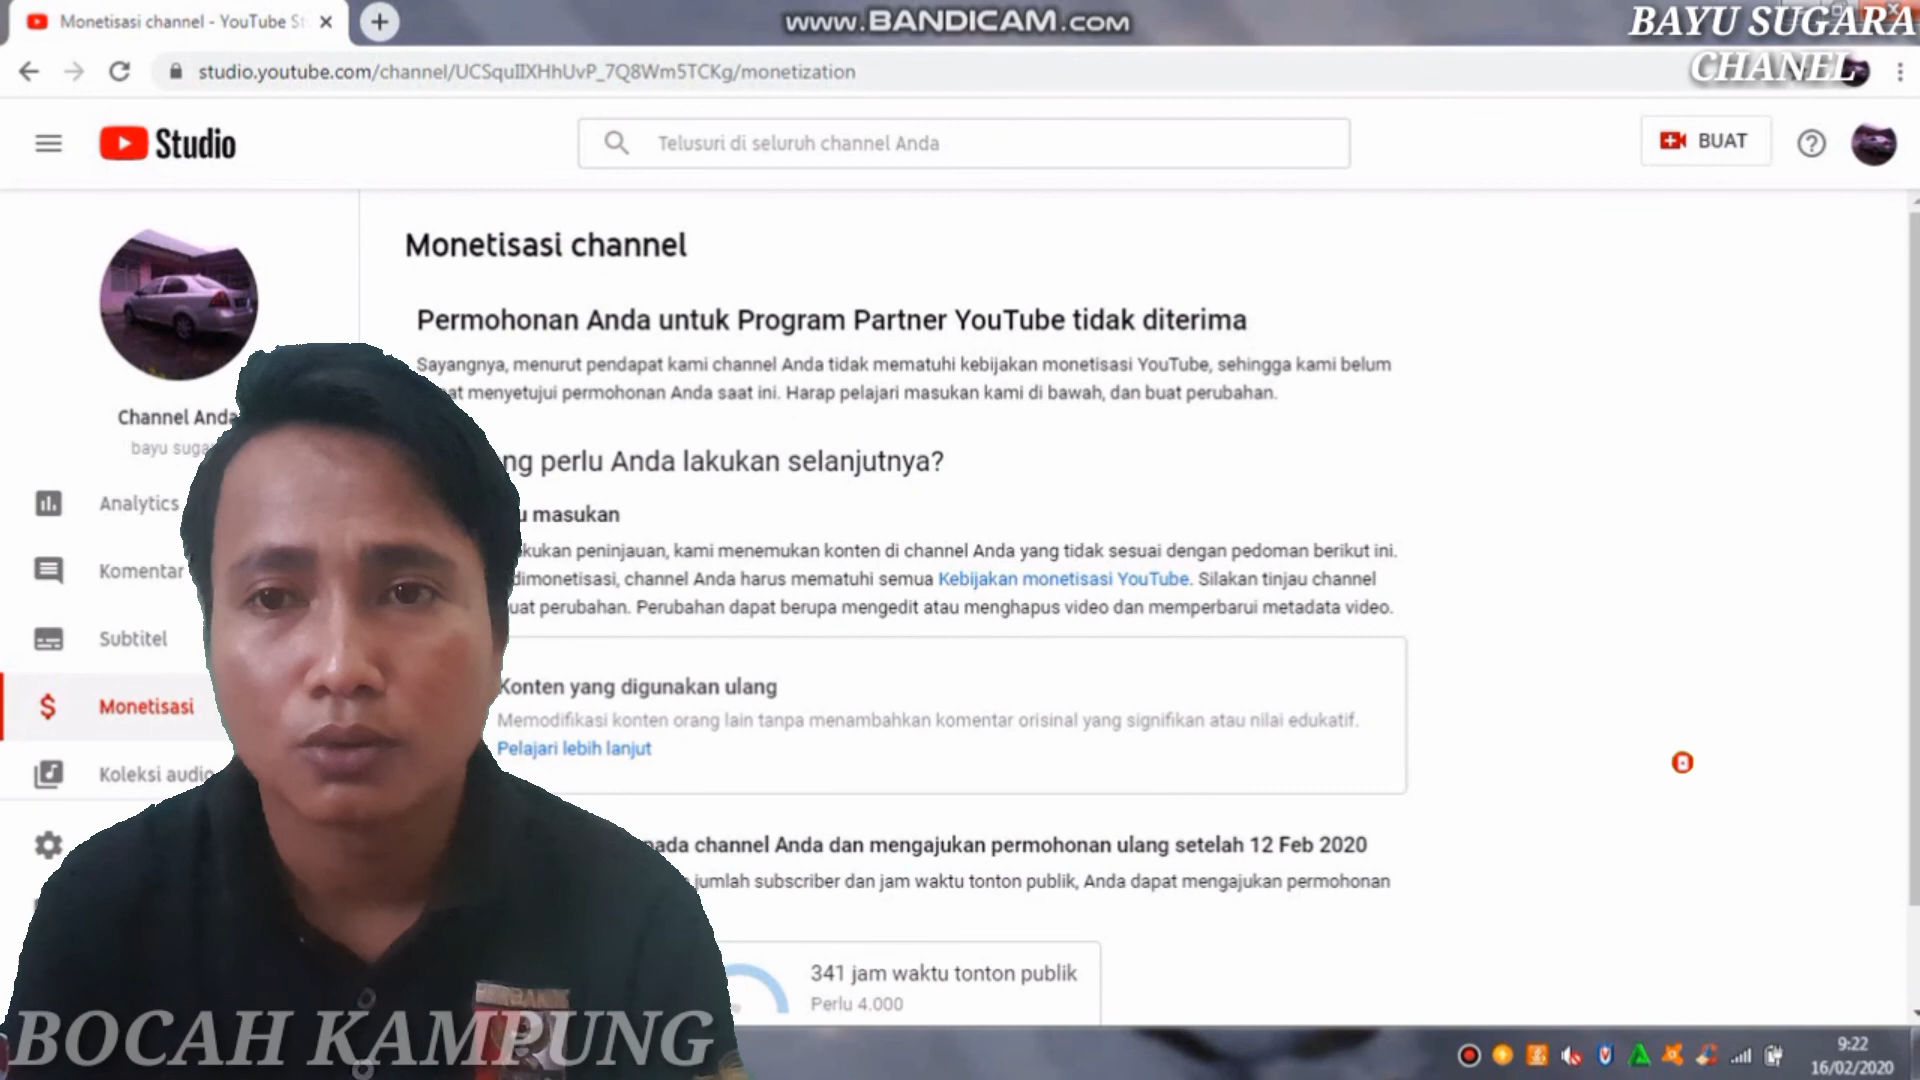 Monetisasi channel - YouTube St
www.BANDICAM.com
BAYU SUGARA
CHANEL
studio.youtube.com/channel/UCSquIIXHhUvP_7Q8Wm5TCKg/monetization
Studio
Telusuri di seluruh channel Anda
BUAT
Monetisasi channel
Permohonan Anda untuk Program Partner YouTube tidak diterima
Sayangnya, menurut pendapat kami channel Anda tidak mematuhi kebijakan monetisasi YouTube, sehingga kami belum
at menyetujui permohonan Anda saat ini. Harap pelajari masukan kami di bawah, dan buat perubahan.
Channel Anda
bayu suga
ng perlu Anda lakukan selanjutnya?
Analytics
u masukan
kukan peninjauan, kami menemukan konten di channel Anda yang tidak sesuai dengan pedoman berikut ini.
Komentar
dimonetisasi, channel Anda harus mematuhi semua Kebijakan monetisasi YouTube. Silakan tinjau channel
uat perubahan. Perubahan dapat berupa mengedit atau menghapus video dan memperbarui metadata video.
Subtitel
Konten yang digunakan ulang
Monetisasi
Memodifikasi konten orang lain tanpa menambahkan komentar orisinal yang signifikan atau nilai edukatif.
Pelajari lebih lanjut
Koleksi audio
ada channel Anda dan mengajukan permohonan ulang setelah 12 Feb 2020
jumlah subscriber dan jam waktu tonton publik, Anda dapat mengajukan permohonan
341 jam waktu tonton publik
Perlu 4.000
BOCAH KAMPUNG
9:22
16/02/2020